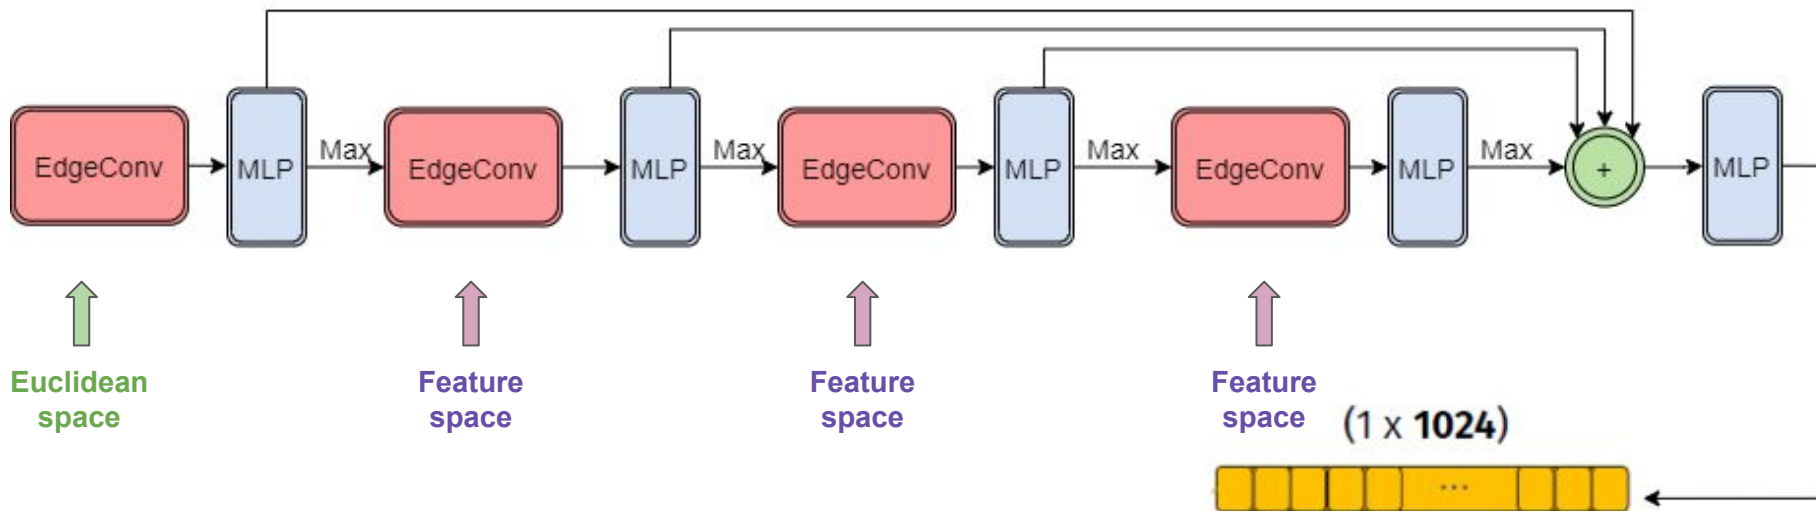 EdgeConv
MLP
Max
EdgeConv
MLP
Max
EdgeConv
MLP
Max
EdgeConv
MLP
Max
+
MLP
Euclidean
space
Feature
space
Feature
space
Feature
space
(1 x 1024)
...